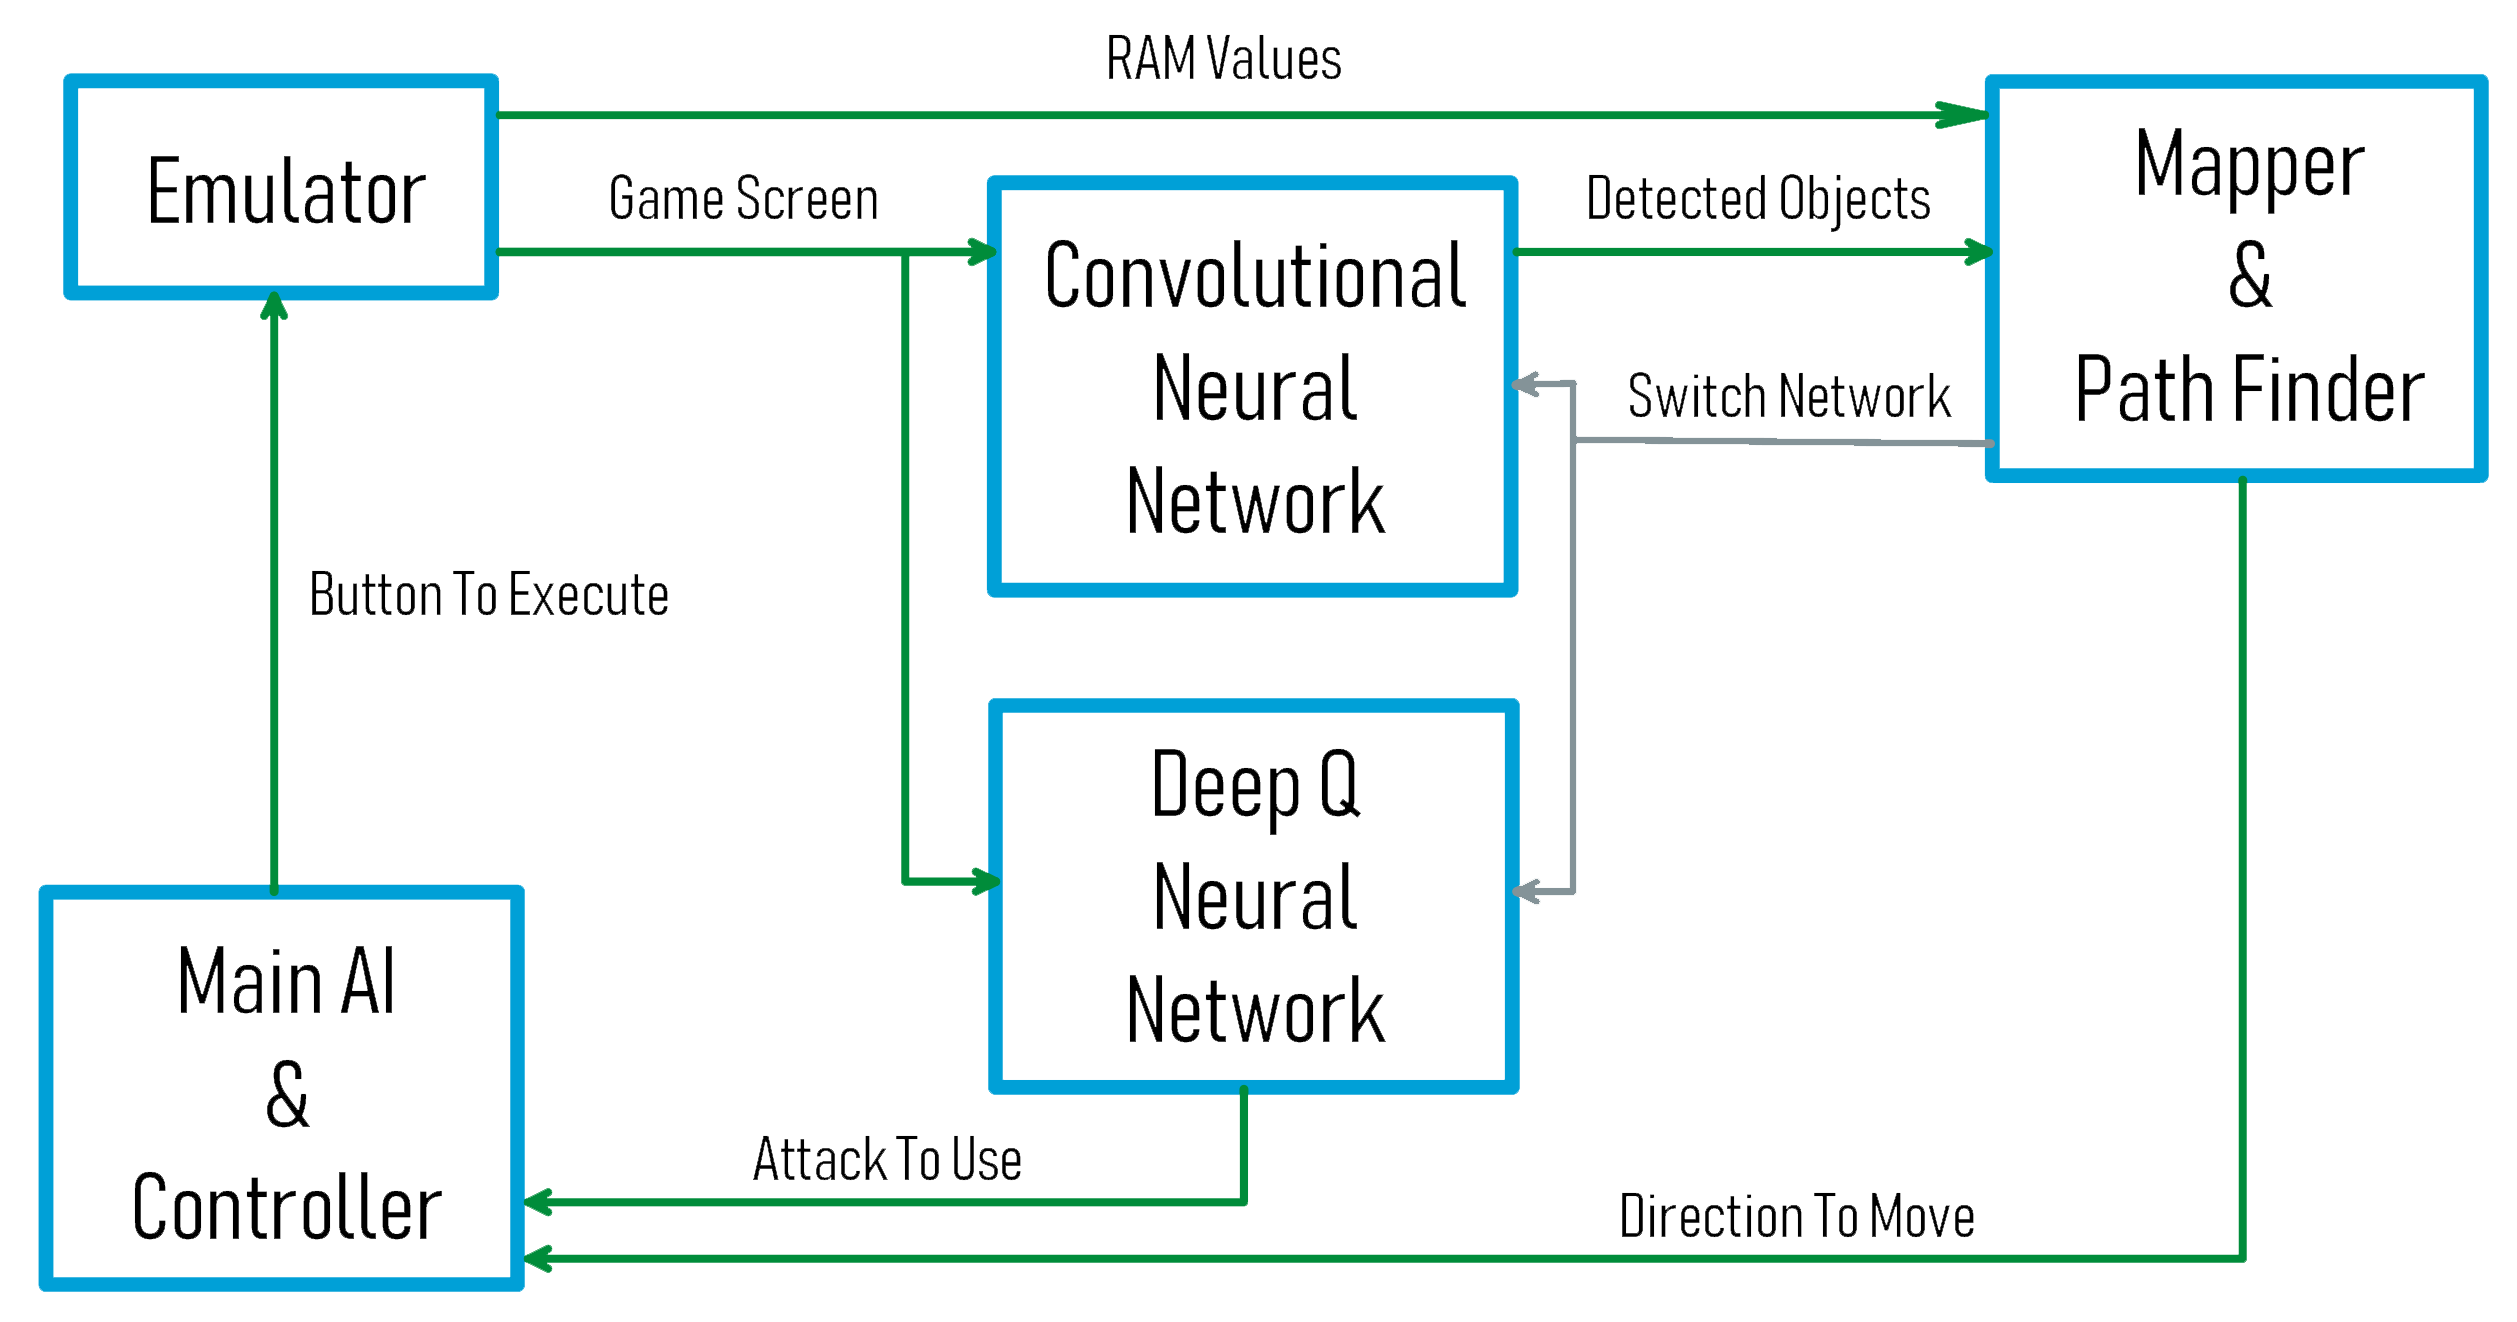 RAM Values
Emulator
Game Screen
Convolutional
Neural
Network
Detected Objects
Mapper
&
Path Finder
Switch Network
Button To Execute
Deep Q
Neural
Network
Main AI
&
Controller
Attack To Use
Direction To Move